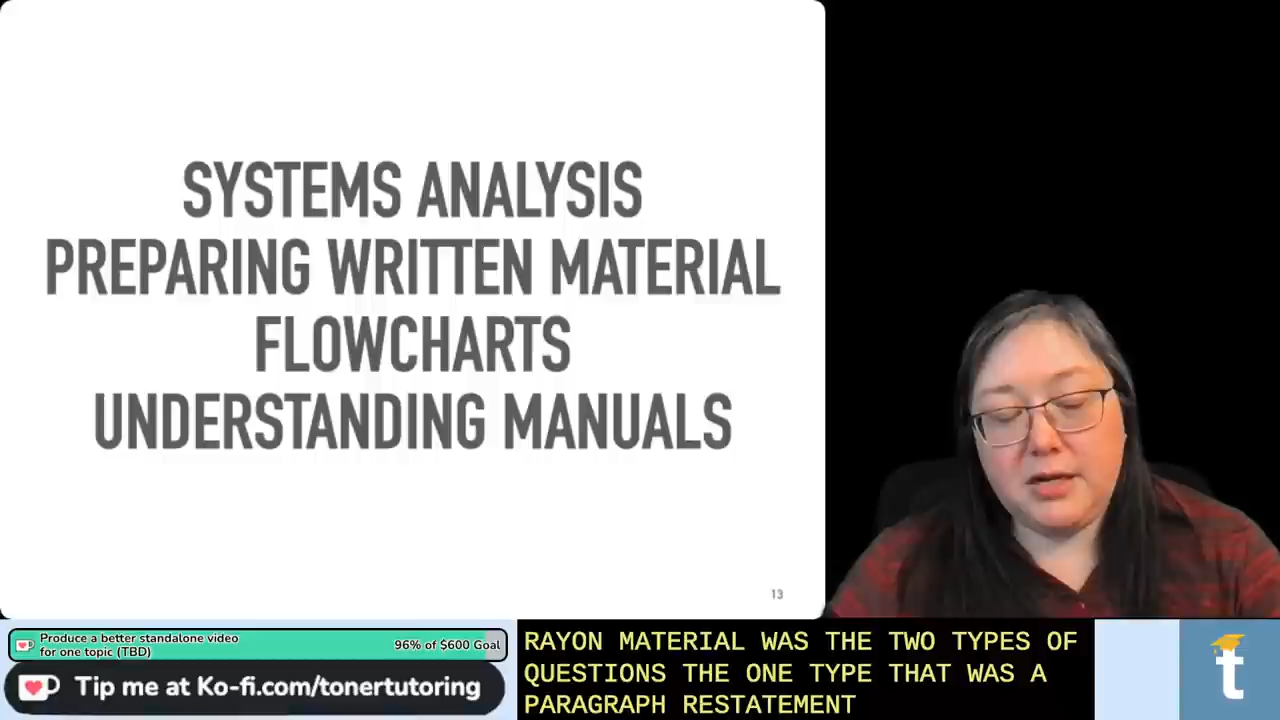 SYSTEMS ANALYSIS
PREPARING WRITTEN MATERIAL
FLOWCHARTS
UNDERSTANDING MANUALS
13
Produce a better standalone video
for one topic (TBD)
96% of $600 Goal
Tip me at Ko-fi.com/tonertutoring
RAYON MATERIAL WAS THE TWO TYPES OF
QUESTIONS THE ONE TYPE THAT WAS A
PARAGRAPH RESTATEMENT
t